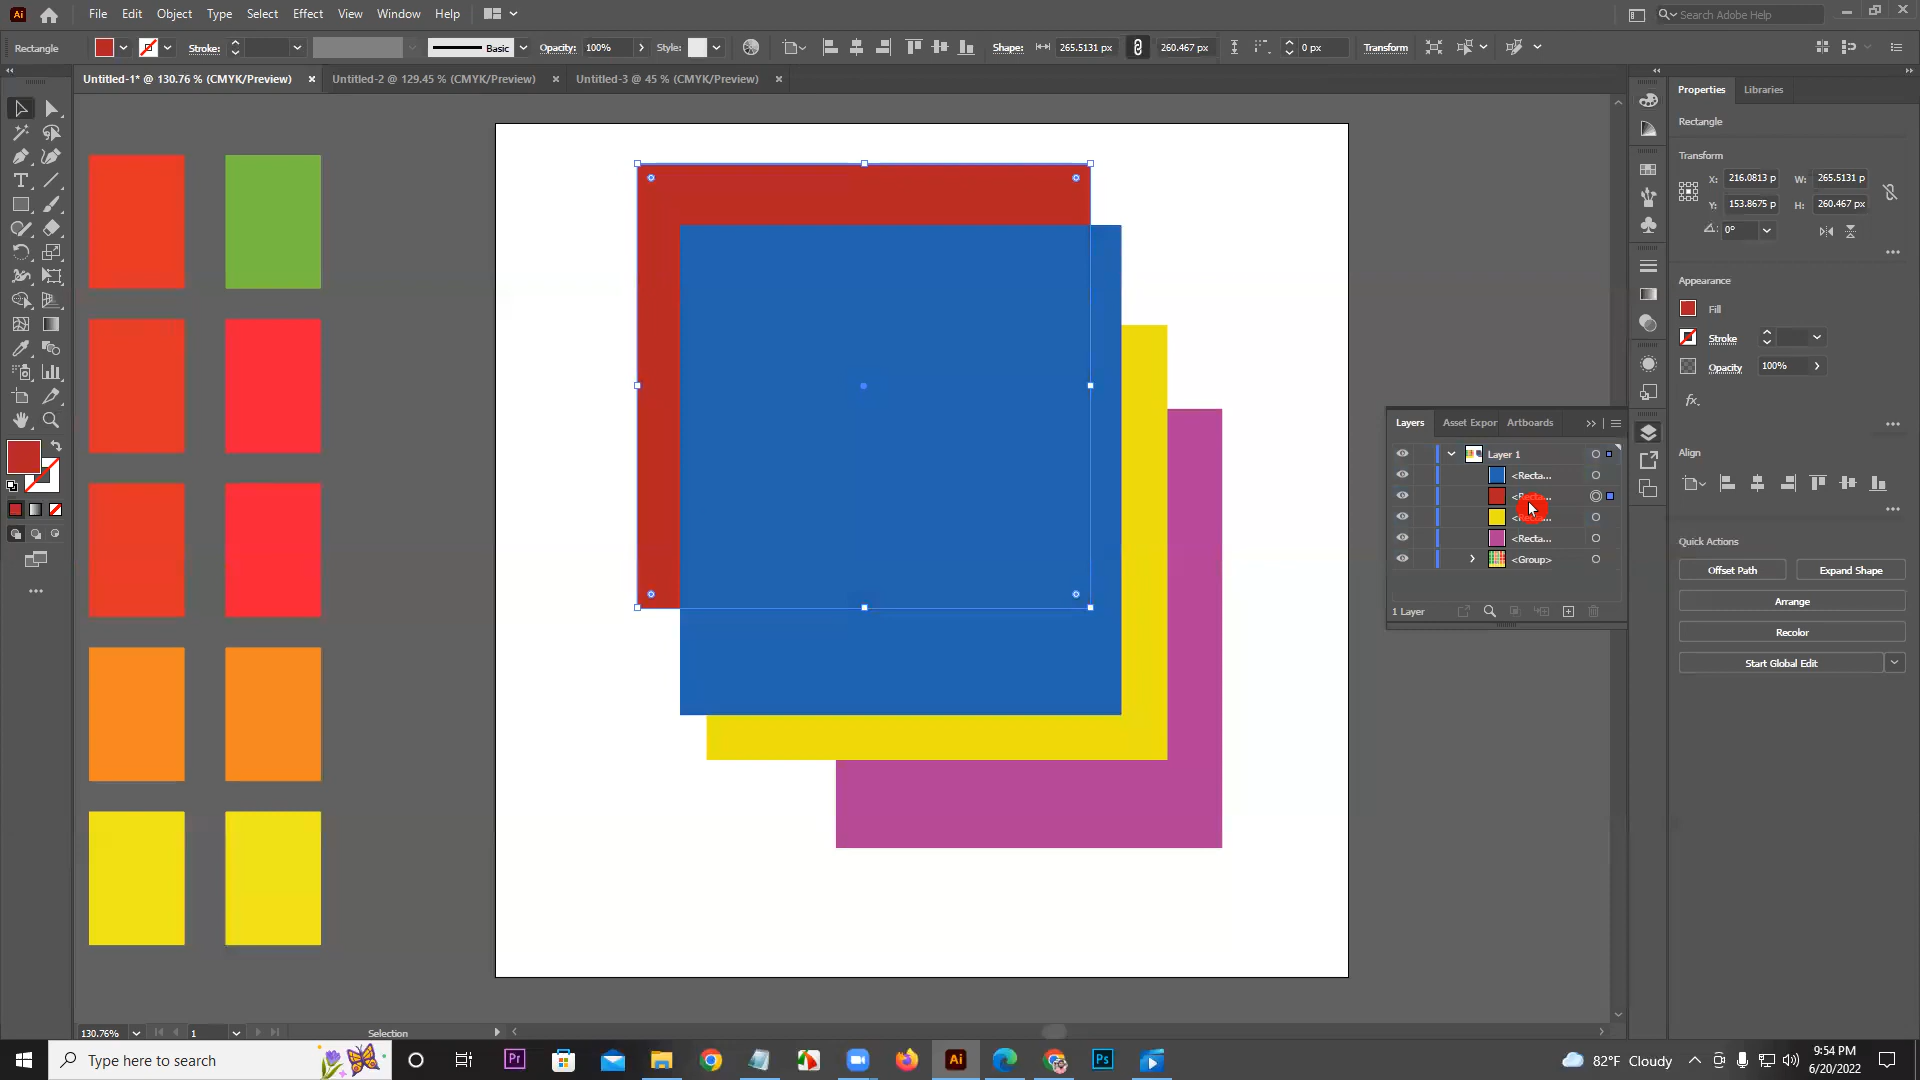 Ai File Edit Object Type Select Effect View Window Help Search Adobe Help
Rectangle Stroke: Basic Opacity: 100% Style: Shape: 265.5131 px 260.467 px 0 px Transform
Untitled-1* @ 130.76 % (CMYK/Preview) × Untitled-2 @ 129.45 % (CMYK/Preview) × Untitled-3 @ 45 % (CMYK/Preview) ×
Properties Libraries
Rectangle
Transform
X: 216.0813 p W: 265.5131 p
Y: 153.8675 p H: 260.467 px
0°
Appearance
Fill
Stroke
Opacity 100%
fx.
Align
Quick Actions
Offset Path Expand Shape
Arrange
Recolor
Start Global Edit
Layers Asset Expor Artboards
Layer 1
<Recta...
<Recta...
<Recta...
<Group>
1 Layer
130.76% 1 Selection
Type here to search Pr Ai Ps 82°F Cloudy 9:54 PM
6/20/2022